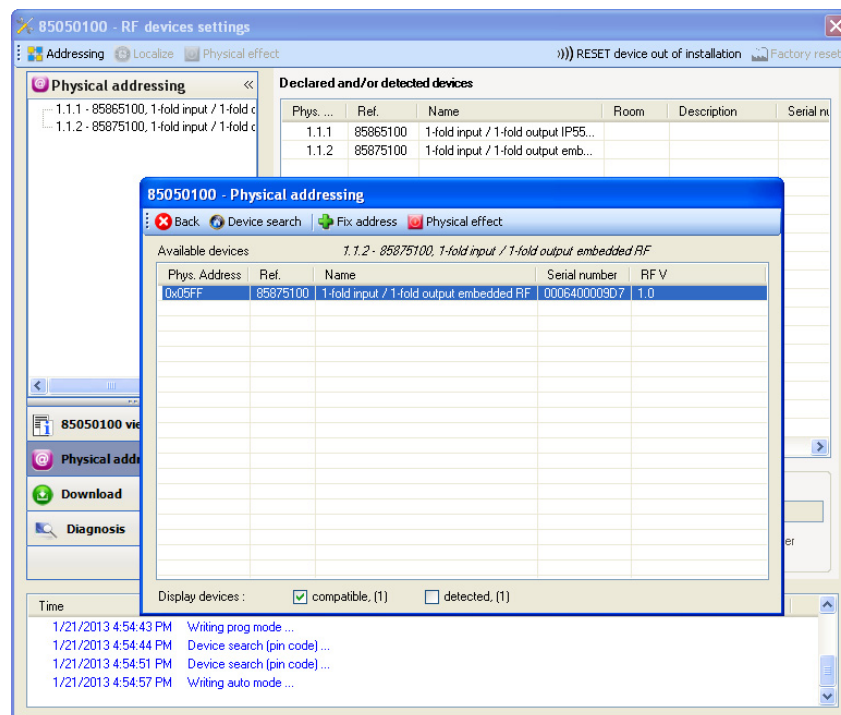 85050100 - RF devices settings
Addressing Localize Physical effect RESET device out of installation Factory reset
Physical addressing
1.1.1 - 85865100, 1-fold input / 1-fold
1.1.2 - 85875100, 1-fold input / 1-fold
Declared and/or detected devices
Phys. ... Ref. Name Room Description Serial nu
1.1.1 85865100 1-fold input / 1-fold output IP55...
1.1.2 85875100 1-fold input / 1-fold output emb...
85050100 - Physical addressing
Back Device search Fix address Physical effect
Available devices 1.1.2 - 85875100, 1-fold input / 1-fold output embedded RF
Phys. Address Ref. Name Serial number RF V
0x05FF 85875100 1-fold input / 1-fold output embedded RF 0006400009D7 1.0
Display devices : compatible, (1) detected, (1)
85050100 vie
Physical addr
Download
Diagnosis
er
Time
1/21/2013 4:54:43 PM Writing prog mode ...
1/21/2013 4:54:44 PM Device search (pin code) ...
1/21/2013 4:54:51 PM Device search (pin code) ...
1/21/2013 4:54:57 PM Writing auto mode ...